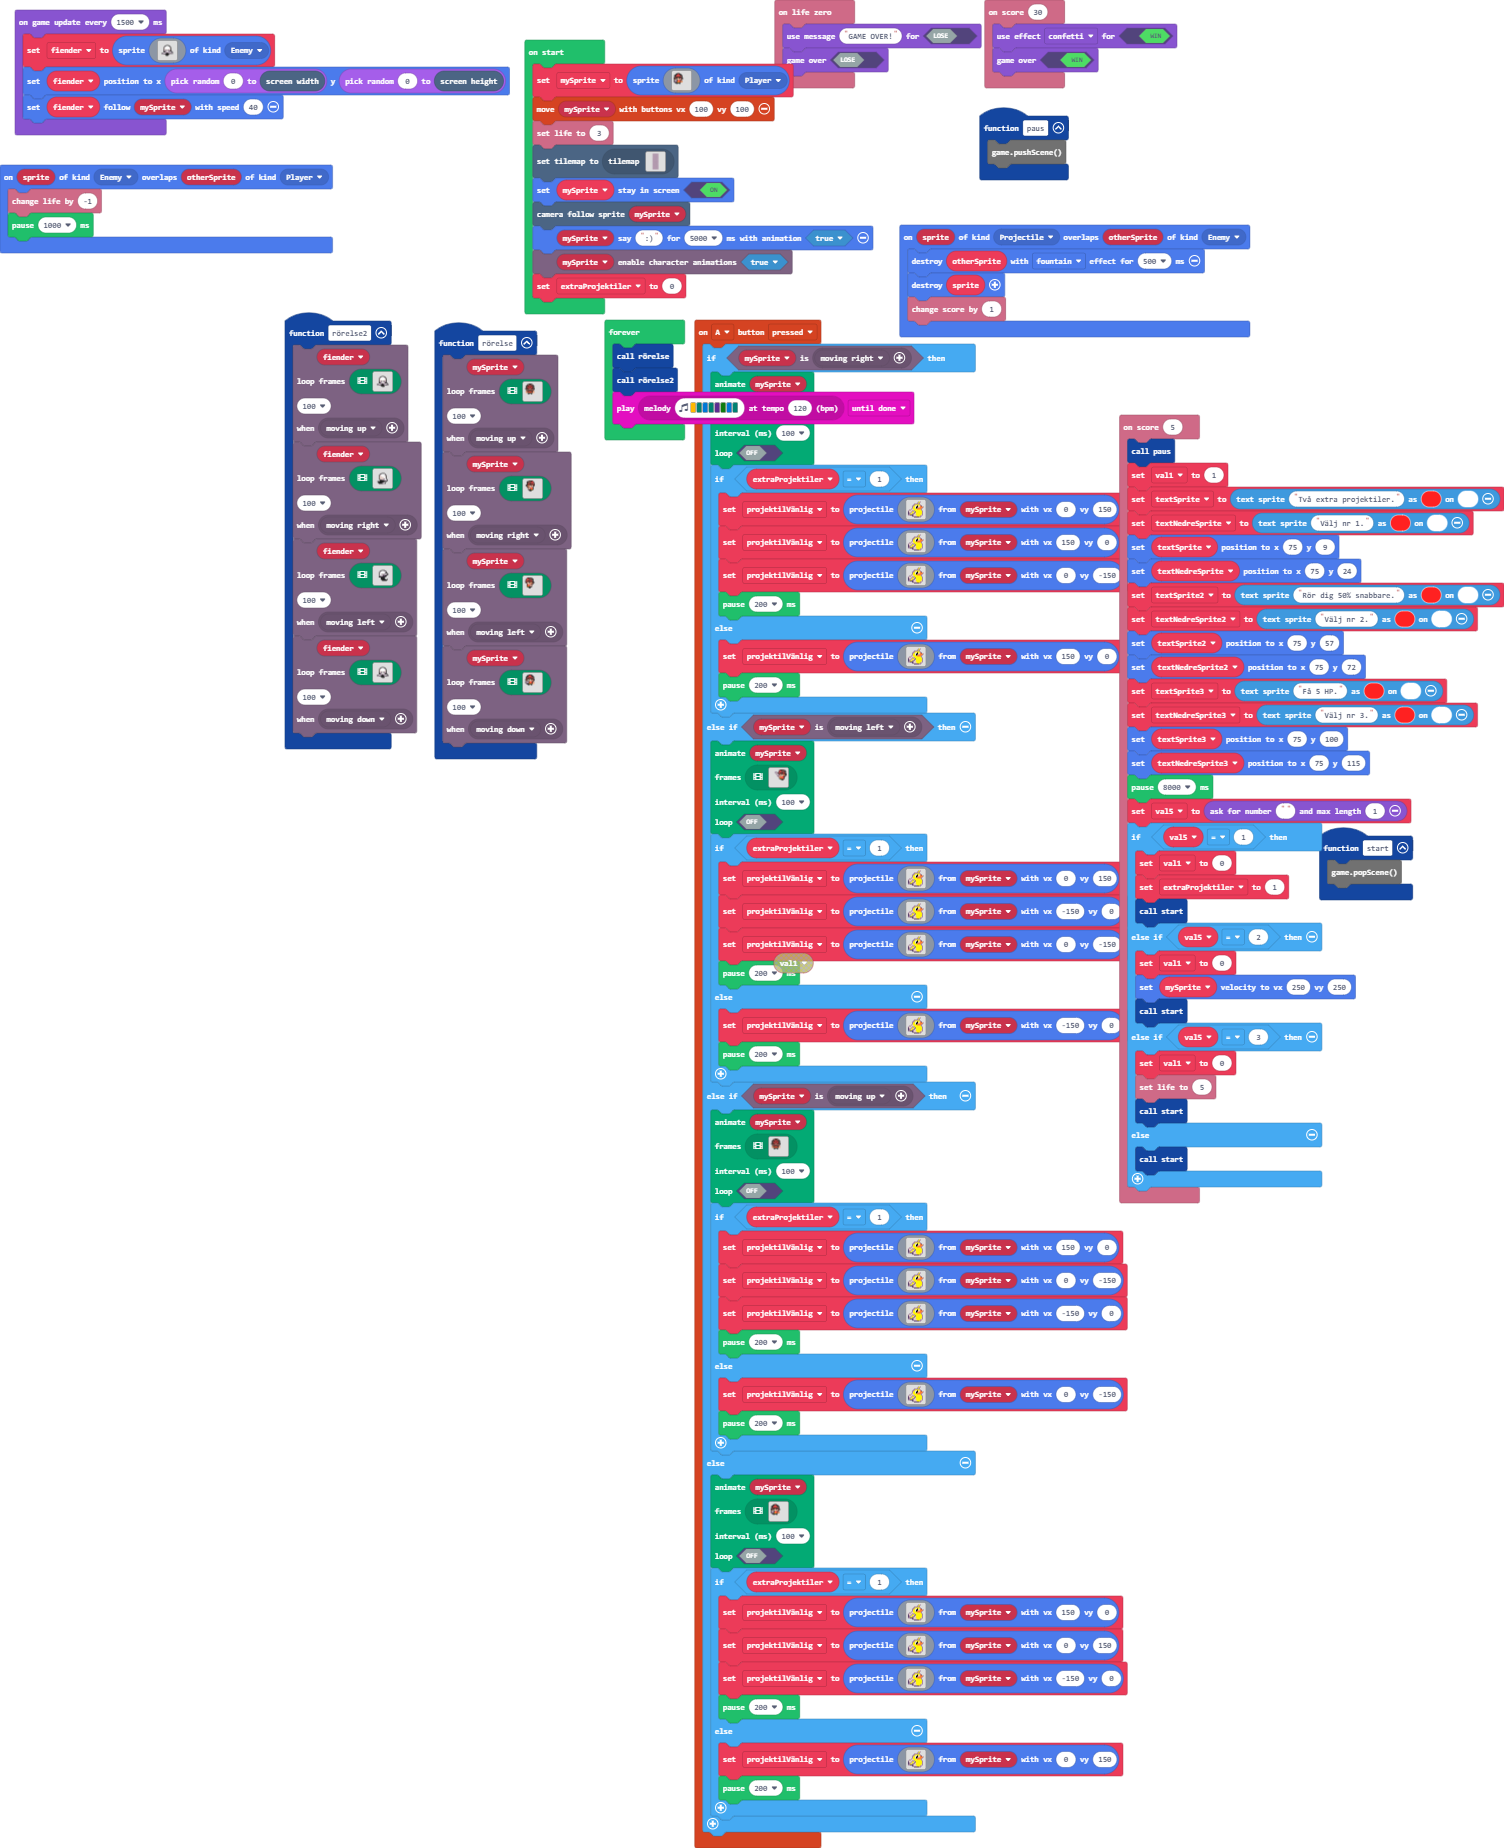 on game update every 1500 ms
set fiender to sprite of kind Enemy
set fiender position to x pick random 0 to screen width y pick random 0 to screen height
set fiender follow mySprite with speed 40
on sprite of kind Enemy overlaps otherSprite of kind Player
change life by -1
pause 1000 ms
on start
set mySprite to sprite of kind Player
move mySprite with buttons vx 100 vy 100
set life to 3
set tilemap to tilemap
set mySprite stay in screen ON
camera follow sprite mySprite
mySprite say ":)" for 5000 ms with animation true
mySprite enable character animations true
set extraProjektiler to 0
on life zero
use message "GAME OVER!" for LOSE
game over LOSE
on score 30
use effect confetti for WIN
game over WIN
function paus
game.pushScene()
on sprite of kind Projectile overlaps otherSprite of kind Enemy
destroy otherSprite with fountain effect for 500 ms
destroy sprite
change score by 1
function rörelse2
fiender
loop frames
100
when moving up
fiender
loop frames
100
when moving right
fiender
loop frames
100
when moving left
fiender
loop frames
100
when moving down
function rörelse
mySprite
loop frames
100
when moving up
mySprite
loop frames
100
when moving right
mySprite
loop frames
100
when moving left
mySprite
loop frames
100
when moving down
forever
call rörelse
call rörelse2
play melody at tempo 120 (bpm) until done
on A button pressed
if mySprite is moving right then
animate mySprite
interval (ms) 100
loop OFF
if extraProjektiler = 1 then
set projektilVänlig to projectile from mySprite with vx 0 vy 150
set projektilVänlig to projectile from mySprite with vx 150 vy 0
set projektilVänlig to projectile from mySprite with vx 0 vy -150
pause 200 ms
else
set projektilVänlig to projectile from mySprite with vx 150 vy 0
pause 200 ms
else if mySprite is moving left then
animate mySprite
frames
interval (ms) 100
loop OFF
if extraProjektiler = 1 then
set projektilVänlig to projectile from mySprite with vx 0 vy 150
set projektilVänlig to projectile from mySprite with vx -150 vy 0
set projektilVänlig to projectile from mySprite with vx 0 vy -150
val1
pause 200 ms
else
set projektilVänlig to projectile from mySprite with vx -150 vy 0
pause 200 ms
else if mySprite is moving up then
animate mySprite
frames
interval (ms) 100
loop OFF
if extraProjektiler = 1 then
set projektilVänlig to projectile from mySprite with vx 150 vy 0
set projektilVänlig to projectile from mySprite with vx 0 vy -150
set projektilVänlig to projectile from mySprite with vx -150 vy 0
pause 200 ms
else
set projektilVänlig to projectile from mySprite with vx 0 vy -150
pause 200 ms
else
animate mySprite
frames
interval (ms) 100
loop OFF
if extraProjektiler = 1 then
set projektilVänlig to projectile from mySprite with vx 150 vy 0
set projektilVänlig to projectile from mySprite with vx 0 vy 150
set projektilVänlig to projectile from mySprite with vx -150 vy 0
pause 200 ms
else
set projektilVänlig to projectile from mySprite with vx 0 vy 150
pause 200 ms
on score 5
call paus
set val1 to 1
set textSprite to text sprite "Två extra projektiler." as on
set textNedreSprite to text sprite "Välj nr 1." as on
set textSprite position to x 75 y 9
set textNedreSprite position to x 75 y 24
set textSprite2 to text sprite "Rör dig 50% snabbare." as on
set textNedreSprite2 to text sprite "Välj nr 2." as on
set textSprite2 position to x 75 y 57
set textNedreSprite2 position to x 75 y 72
set textSprite3 to text sprite "Få 5 HP." as on
set textNedreSprite3 to text sprite "Välj nr 3." as on
set textSprite3 position to x 75 y 100
set textNedreSprite3 position to x 75 y 115
pause 8000 ms
set val5 to ask for number "" and max length 1
if val5 = 1 then
set val1 to 0
set extraProjektiler to 1
call start
else if val5 = 2 then
set val1 to 0
set mySprite velocity to vx 250 vy 250
call start
else if val5 = 3 then
set val1 to 0
set life to 5
call start
else
call start
function start
game.popScene()